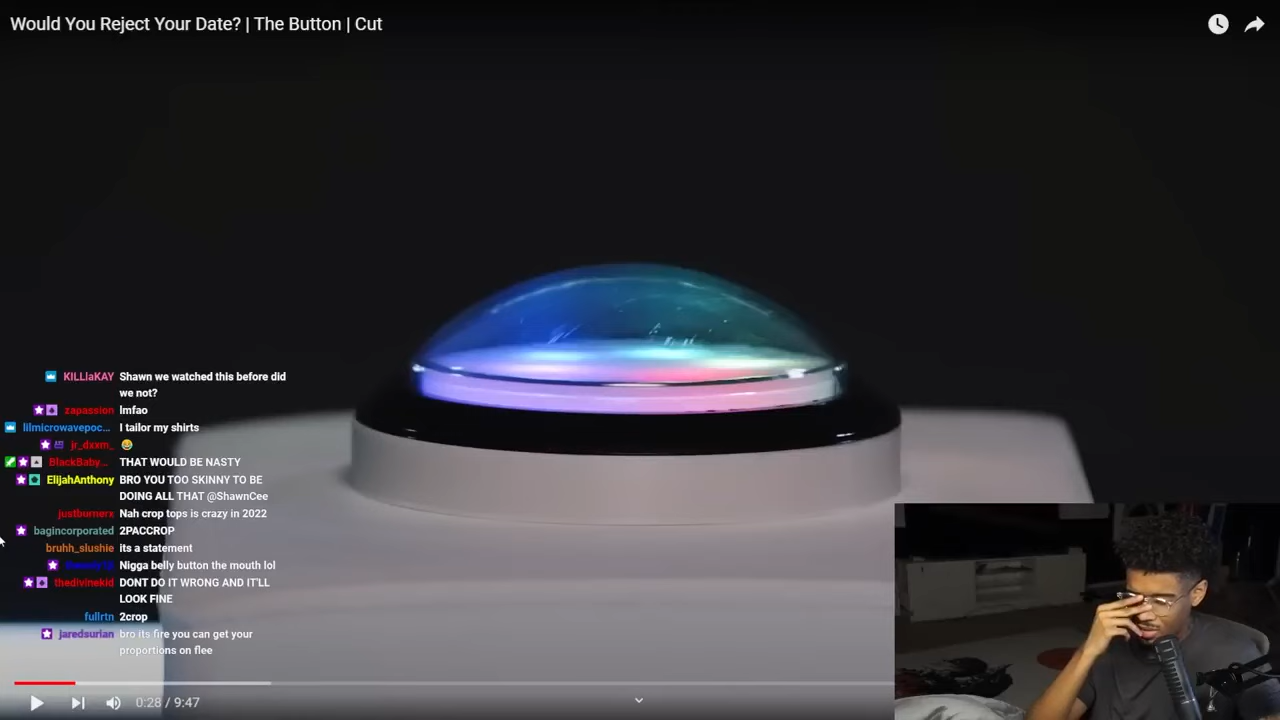 Would You Reject Your Date? | The Button | Cut
KILLlaKAY Shawn we watched this before did
we not?
zapassion lmfao
lilmicrowavepoc... I tailor my shirts
jr_dxxm_ 😂
BlackBaby... THAT WOULD BE NASTY
ElijahAnthony BRO YOU TOO SKINNY TO BE
DOING ALL THAT @ShawnCee
justburnerx Nah crop tops is crazy in 2022
bagincorporated 2PACCROP
bruhh_slushie its a statement
Nigga belly button the mouth lol
thedivinekid DONT DO IT WRONG AND IT'LL
LOOK FINE
fullrtn 2crop
jaredsurian bro its fire you can get your
proportions on flee
0:28 / 9:47